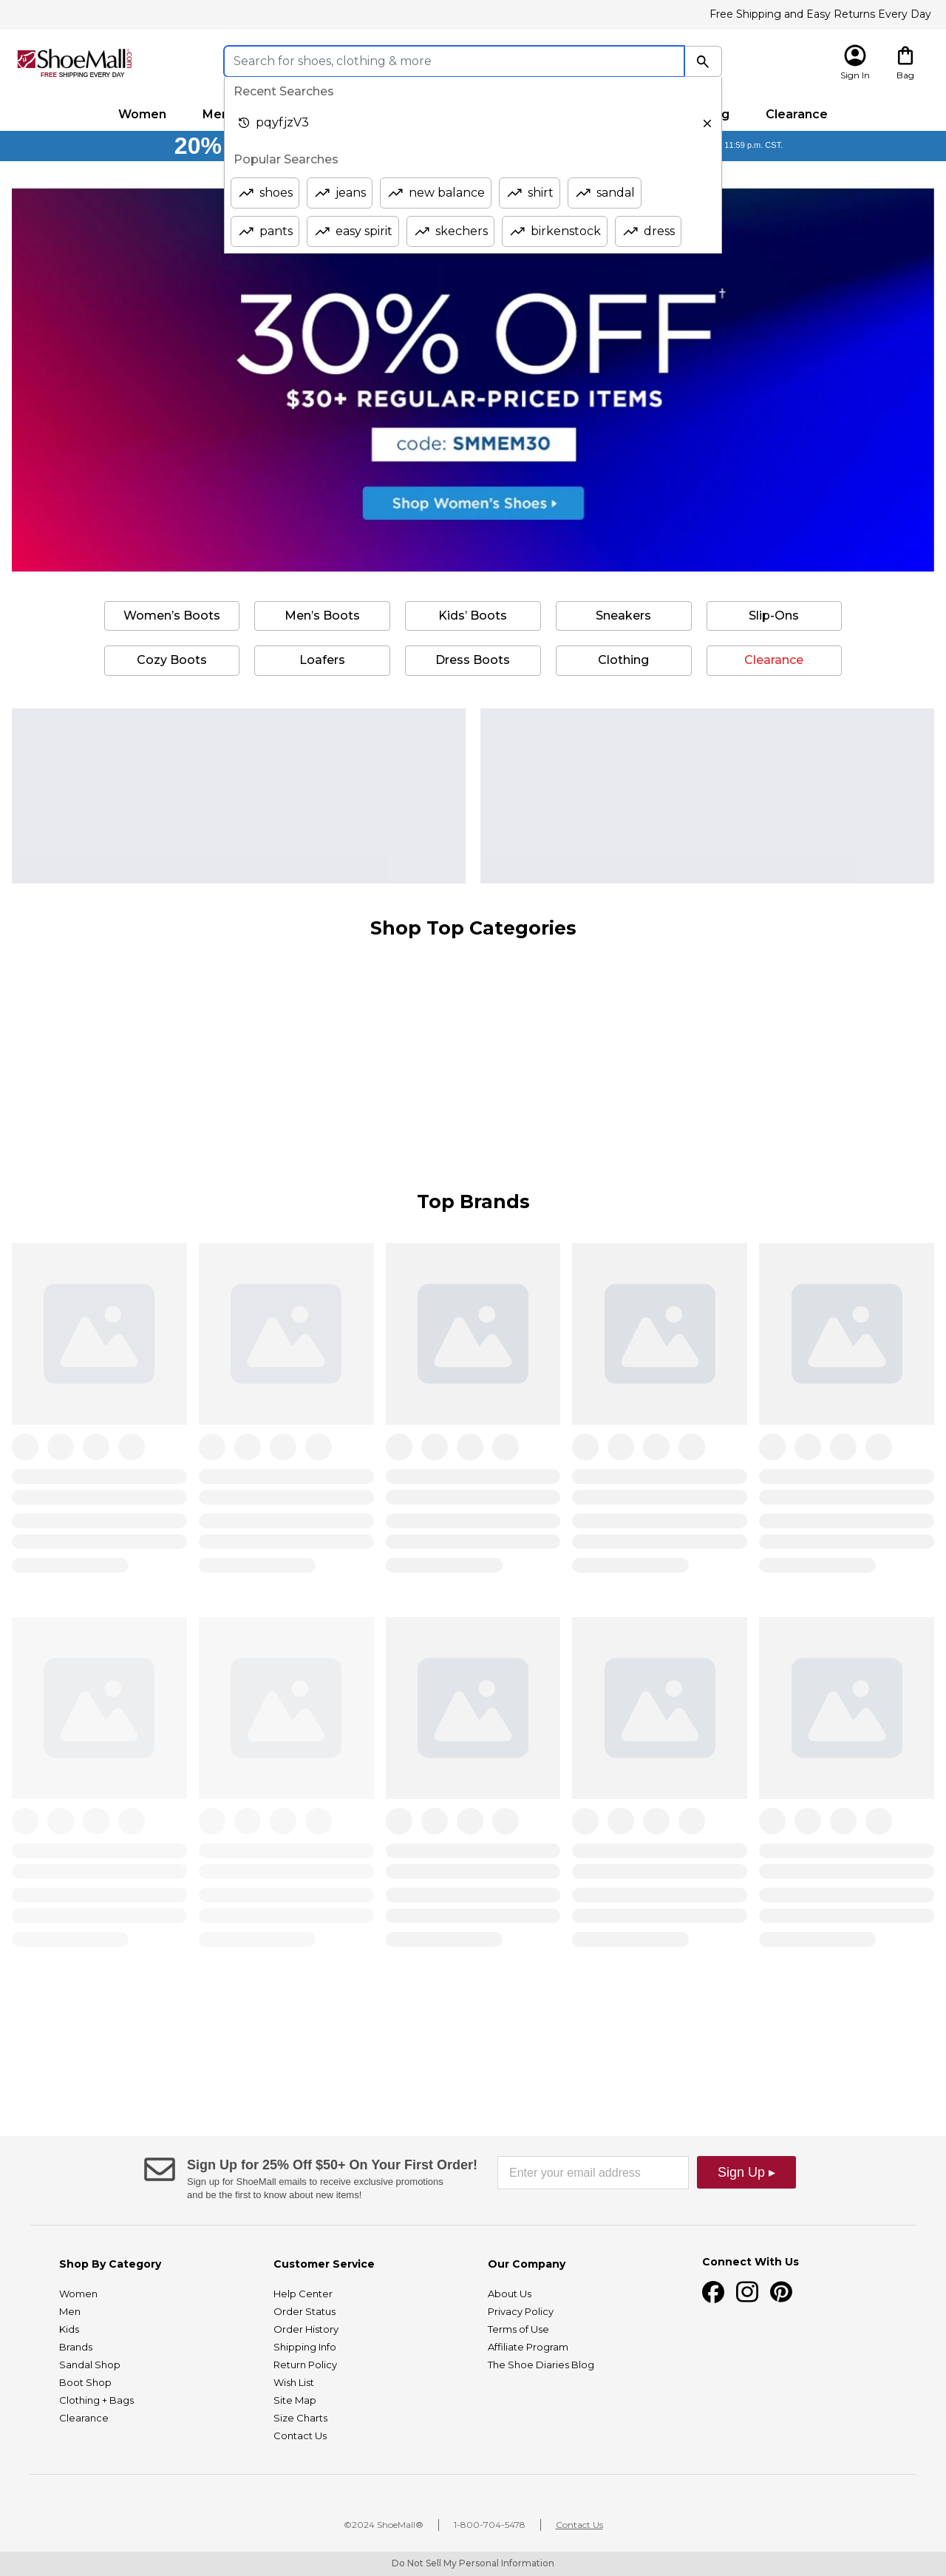 Free Shipping and Easy Returns Every Day
ShoeMall.com
FREE SHIPPING EVERY DAY
Search for shoes, clothing & more
Sign In
Bag
Recent Searches
Women
Clearance
pqyfjzV3
20%
11:59 p.m. CST.
Popular Searches
shoes
jeans
new balance
shirt
sandal
pants
easy spirit
skechers
birkenstock
dress
30% OFF†
$30+ REGULAR-PRICED ITEMS
code: SMMEM30
Shop Women's Shoes ▸
Women’s Boots
Men’s Boots
Kids’ Boots
Sneakers
Slip-Ons
Cozy Boots
Loafers
Dress Boots
Clothing
Clearance
Shop Top Categories
Top Brands
Sign Up for 25% Off $50+ On Your First Order!
Sign up for ShoeMall emails to receive exclusive promotions
and be the first to know about new items!
Enter your email address
Sign Up ▸
Shop By Category
Women
Men
Kids
Brands
Sandal Shop
Boot Shop
Clothing + Bags
Clearance
Customer Service
Help Center
Order Status
Order History
Shipping Info
Return Policy
Wish List
Site Map
Size Charts
Contact Us
Our Company
About Us
Privacy Policy
Terms of Use
Affiliate Program
The Shoe Diaries Blog
Connect With Us
©2024 ShoeMall®
1-800-704-5478
Contact Us
Do Not Sell My Personal Information